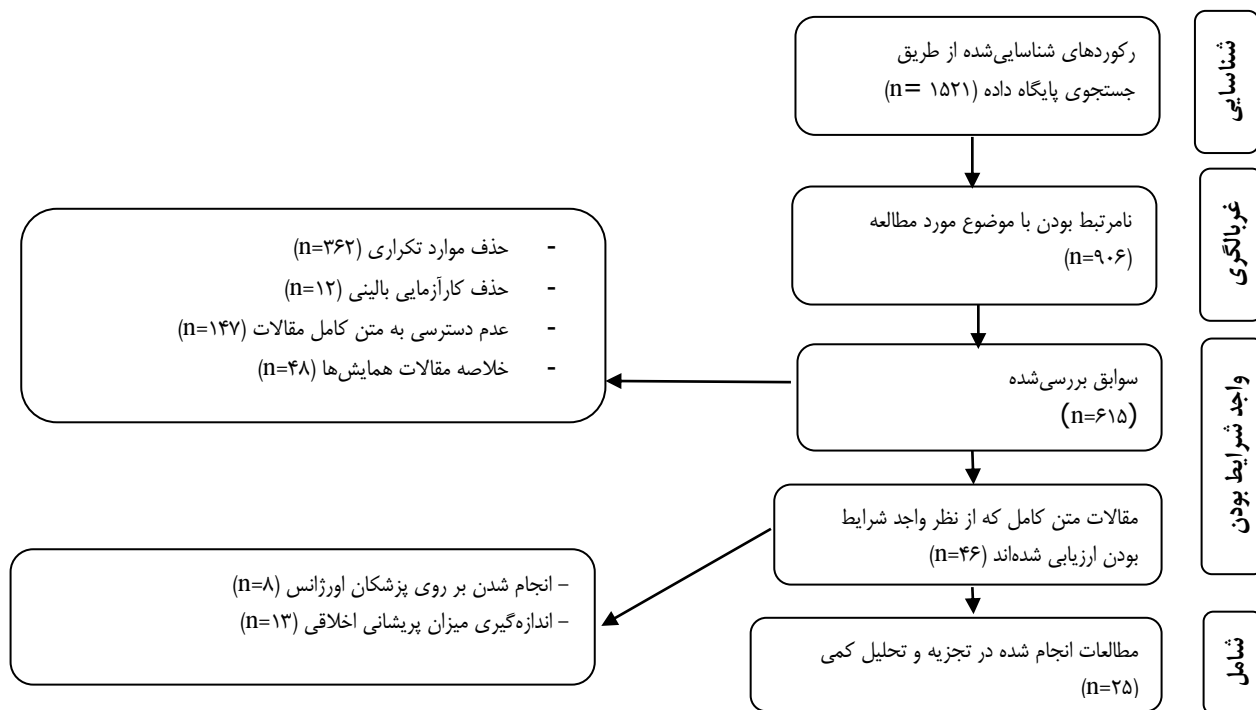 شناسایی
رکوردهای شناسایی‌شده از طریق
جستجوی پایگاه داده (n= ۱۵۲۱)
غربالگری
نامرتبط بودن با موضوع مورد مطالعه
(n=۹۰۶)
- حذف موارد تکراری (n=۳۶۲)
- حذف کارآزمایی بالینی (n=۱۲)
- عدم دسترسی به متن کامل مقالات (n=۱۴۷)
- خلاصه مقالات همایش‌ها (n=۴۸)
واجد شرایط بودن
سوابق بررسی‌شده
(n=۶۱۵)
مقالات متن کامل که از نظر واجد شرایط
بودن ارزیابی شده‌اند (n=۴۶)
- انجام شدن بر روی پزشکان اورژانس (n=۸)
- اندازه‌گیری میزان پریشانی اخلاقی (n=۱۳)
شامل
مطالعات انجام شده در تجزیه و تحلیل کمی
(n=۲۵)